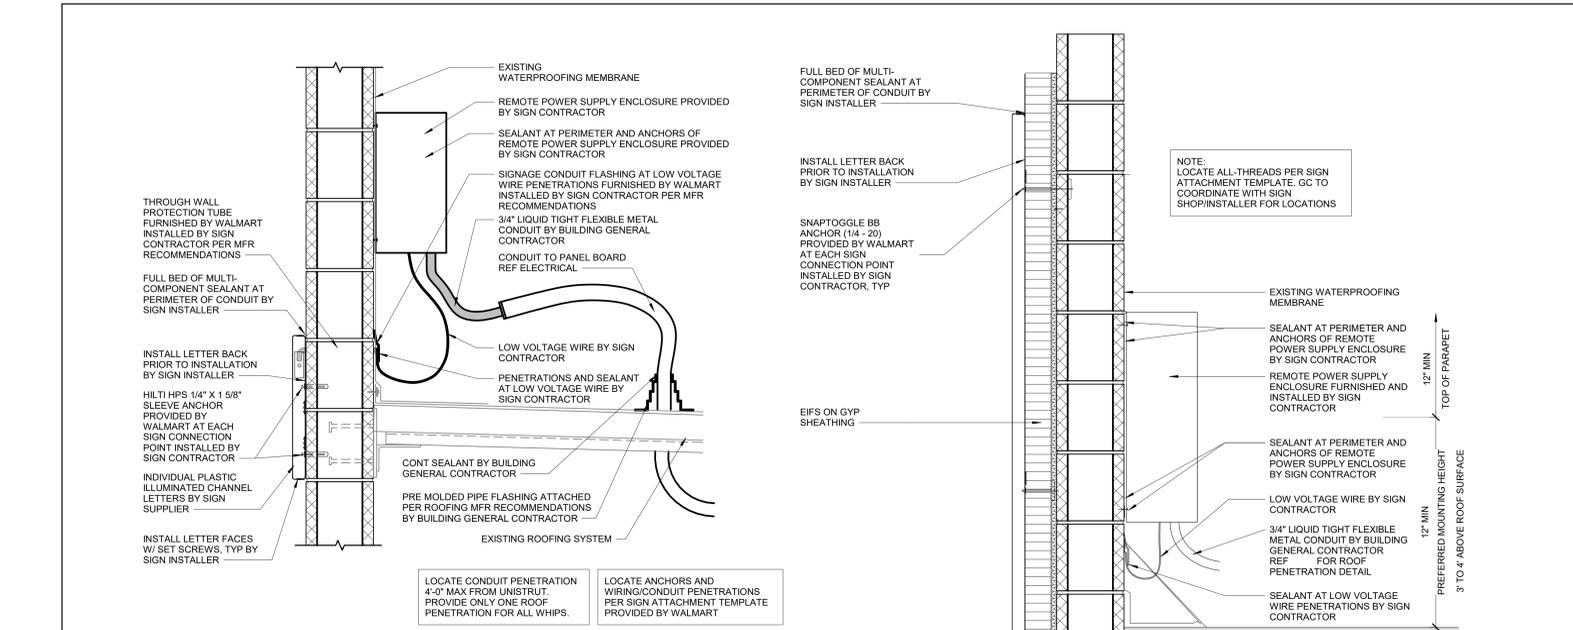 EXISTING
WATERPROOFING MEMBRANE
REMOTE POWER SUPPLY ENCLOSURE PROVIDED
BY SIGN CONTRACTOR
SEALANT AT PERIMETER AND ANCHORS OF
REMOTE POWER SUPPLY ENCLOSURE PROVIDED
BY SIGN CONTRACTOR
SIGNAGE CONDUIT FLASHING AT LOW VOLTAGE
WIRE PENETRATIONS FURNISHED BY WALMART
INSTALLED BY SIGN CONTRACTOR PER MFR
RECOMMENDATIONS
3/4" LIQUID TIGHT FLEXIBLE METAL
CONDUIT BY BUILDING GENERAL
CONTRACTOR
CONDUIT TO PANEL BOARD
REF ELECTRICAL
THROUGH WALL
PROTECTION TUBE
FURNISHED BY WALMART
INSTALLED BY SIGN
CONTRACTOR PER MFR
RECOMMENDATIONS
FULL BED OF MULTI-
COMPONENT SEALANT AT
PERIMETER OF CONDUIT BY
SIGN INSTALLER
INSTALL LETTER BACK
PRIOR TO INSTALLATION
BY SIGN INSTALLER
HILTI HPS 1/4" X 1 5/8"
SLEEVE ANCHOR
PROVIDED BY
WALMART AT EACH
SIGN CONNECTION
POINT INSTALLED BY
SIGN CONTRACTOR
INDIVIDUAL PLASTIC
ILLUMINATED CHANNEL
LETTERS BY SIGN
SUPPLIER
INSTALL LETTER FACES
W/ SET SCREWS, TYP BY
SIGN INSTALLER
LOW VOLTAGE WIRE BY SIGN
CONTRACTOR
PENETRATIONS AND SEALANT
AT LOW VOLTAGE WIRE BY
SIGN CONTRACTOR
CONT SEALANT BY BUILDING
GENERAL CONTRACTOR
PRE MOLDED PIPE FLASHING ATTACHED
PER ROOFING MFR RECOMMENDATIONS
BY BUILDING GENERAL CONTRACTOR
EXISTING ROOFING SYSTEM
LOCATE CONDUIT PENETRATION
4'-0" MAX FROM UNISTRUT.
PROVIDE ONLY ONE ROOF
PENETRATION FOR ALL WHIPS.
LOCATE ANCHORS AND
WIRING/CONDUIT PENETRATIONS
PER SIGN ATTACHMENT TEMPLATE
PROVIDED BY WALMART
FULL BED OF MULTI-
COMPONENT SEALANT AT
PERIMETER OF CONDUIT BY
SIGN INSTALLER
INSTALL LETTER BACK
PRIOR TO INSTALLATION
BY SIGN INSTALLER
SNAPTOGGLE BB
ANCHOR (1/4 - 20)
PROVIDED BY WALMART
AT EACH SIGN
CONNECTION POINT
INSTALLED BY SIGN
CONTRACTOR, TYP
EIFS ON GYP
SHEATHING
NOTE:
LOCATE ALL-THREADS PER SIGN
ATTACHMENT TEMPLATE. GC TO
COORDINATE WITH SIGN
SHOP/INSTALLER FOR LOCATIONS
EXISTING WATERPROOFING
MEMBRANE
SEALANT AT PERIMETER AND
ANCHORS OF REMOTE
POWER SUPPLY ENCLOSURE
BY SIGN CONTRACTOR
REMOTE POWER SUPPLY
ENCLOSURE FURNISHED AND
INSTALLED BY SIGN
CONTRACTOR
SEALANT AT PERIMETER AND
ANCHORS OF REMOTE
POWER SUPPLY ENCLOSURE
BY SIGN CONTRACTOR
LOW VOLTAGE WIRE BY SIGN
CONTRACTOR
3/4" LIQUID TIGHT FLEXIBLE
METAL CONDUIT BY BUILDING
GENERAL CONTRACTOR
REF FOR ROOF
PENETRATION DETAIL
SEALANT AT LOW VOLTAGE
WIRE PENETRATIONS BY SIGN
CONTRACTOR
12" MIN
TOP OF PARAPET
12" MIN
PREFERRED MOUNTING HEIGHT
3' TO 4' ABOVE ROOF SURFACE